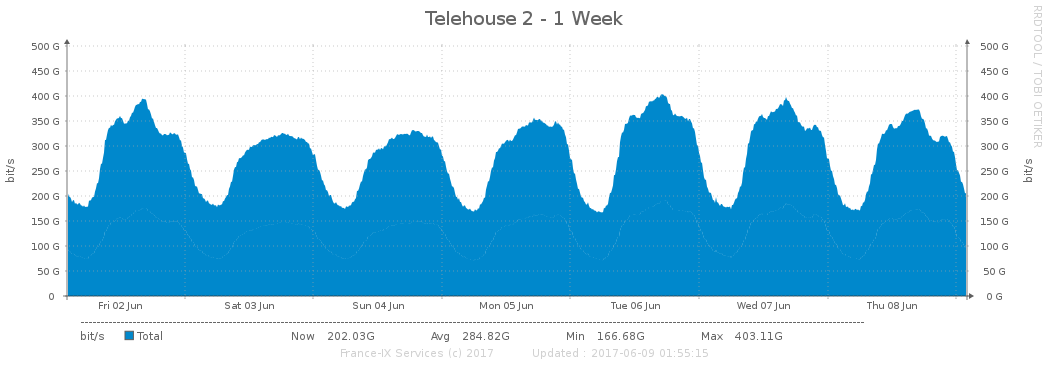 Telehouse 2 - 1 Week
RRDTOOL / TOBI OETIKER
500 G 500 G
450 G 450 G
400 G 400 G
350 G 350 G
300 G 300 G
250 G 250 G
200 G 200 G
150 G 150 G
100 G 100 G
50 G 50 G
0 0 G
bit/s bit/s
Fri 02 Jun Sat 03 Jun Sun 04 Jun Mon 05 Jun Tue 06 Jun Wed 07 Jun Thu 08 Jun
bit/s Total Now 202.03G Avg 284.82G Min 166.68G Max 403.11G
France-IX Services (c) 2017 Updated : 2017-06-09 01:55:15